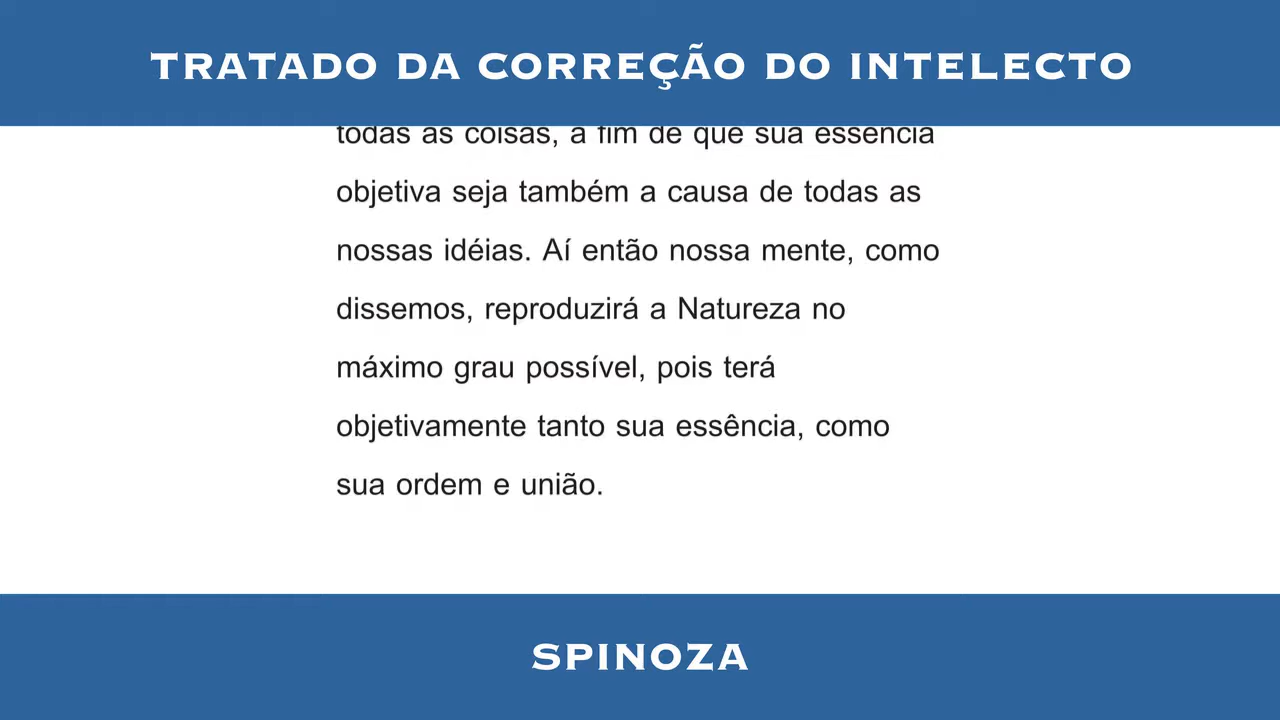 TRATADO DA CORREÇÃO DO INTELECTO
todas as coisas, a fim de que sua essência
objetiva seja também a causa de todas as
nossas idéias. Aí então nossa mente, como
dissemos, reproduzirá a Natureza no
máximo grau possível, pois terá
objetivamente tanto sua essência, como
sua ordem e união.
SPINOZA